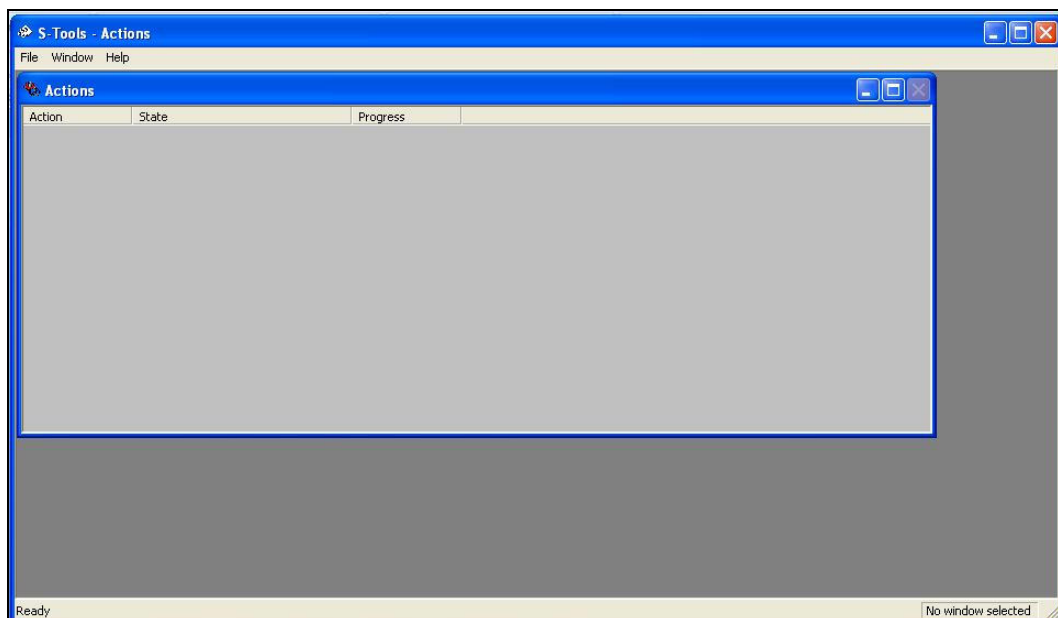 S-Tools - Actions
File Window Help
Actions
Action State Progress
Ready No window selected